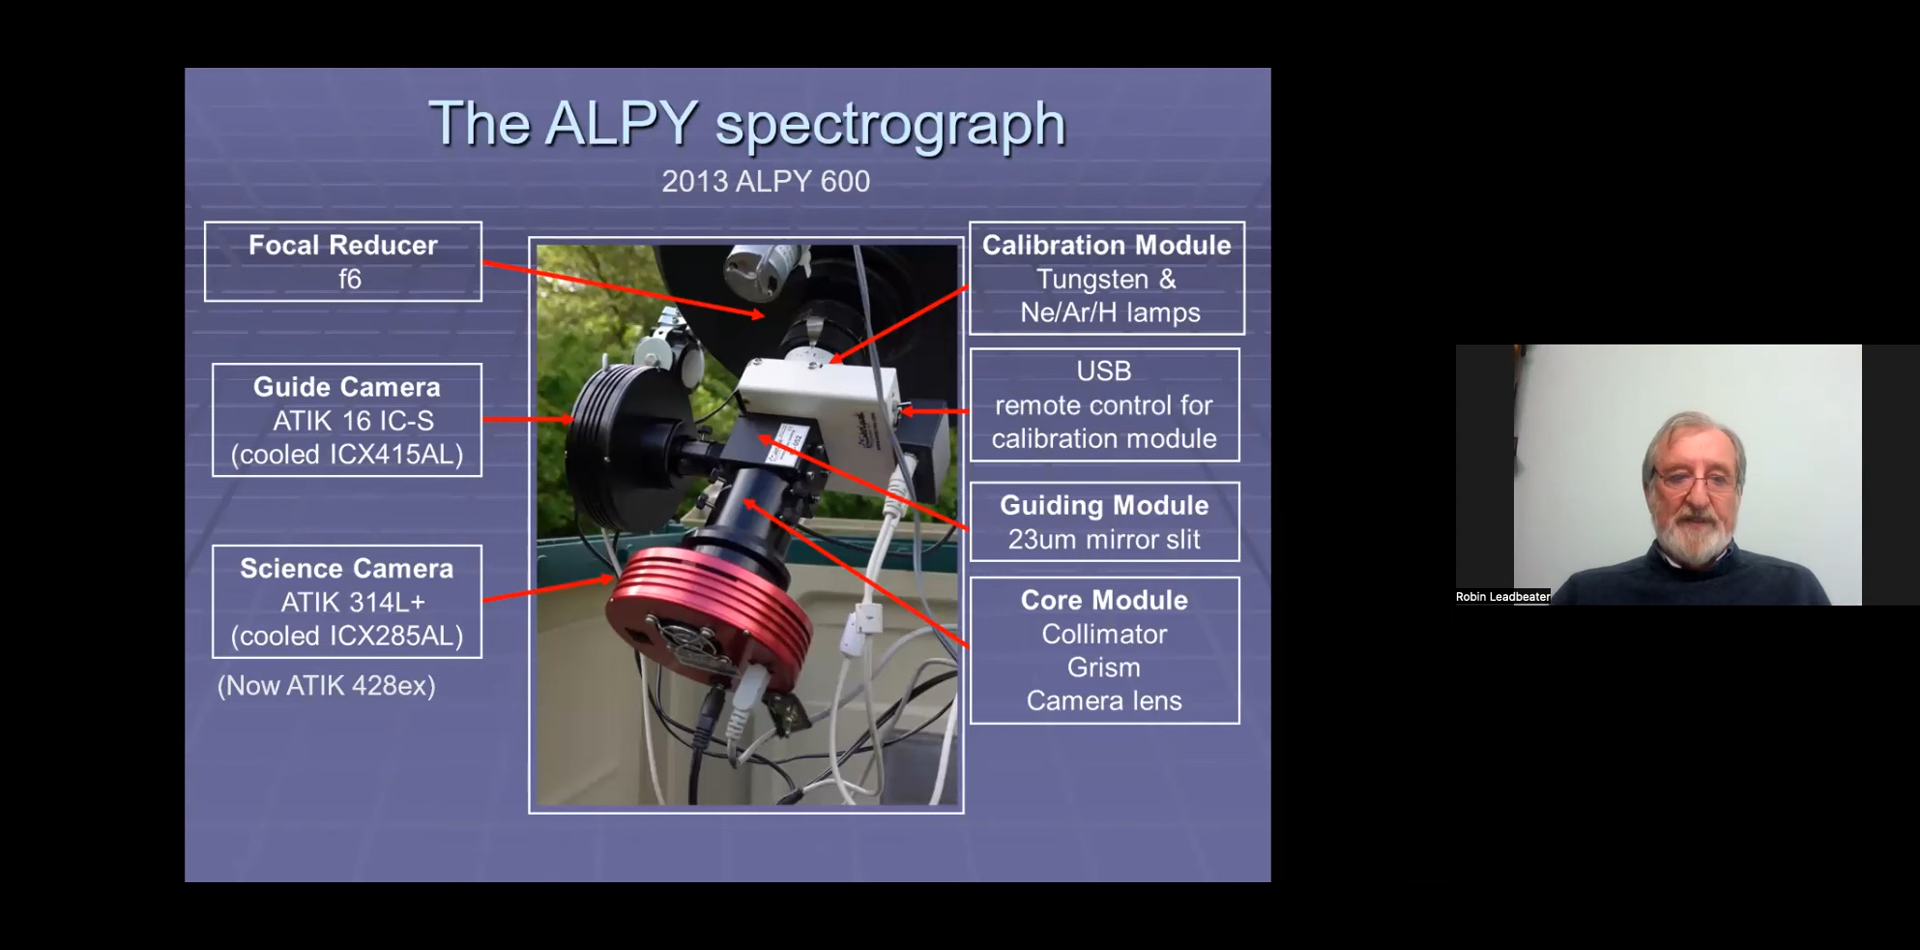 The ALPY spectrograph
2013 ALPY 600
Focal Reducer
f6
Guide Camera
ATIK 16 IC-S
(cooled ICX415AL)
Science Camera
ATIK 314L+
(cooled ICX285AL)
(Now ATIK 428ex)
Calibration Module
Tungsten &
Ne/Ar/H lamps
USB
remote control for
calibration module
Guiding Module
23um mirror slit
Core Module
Collimator
Grism
Camera lens
Robin Leadbeater